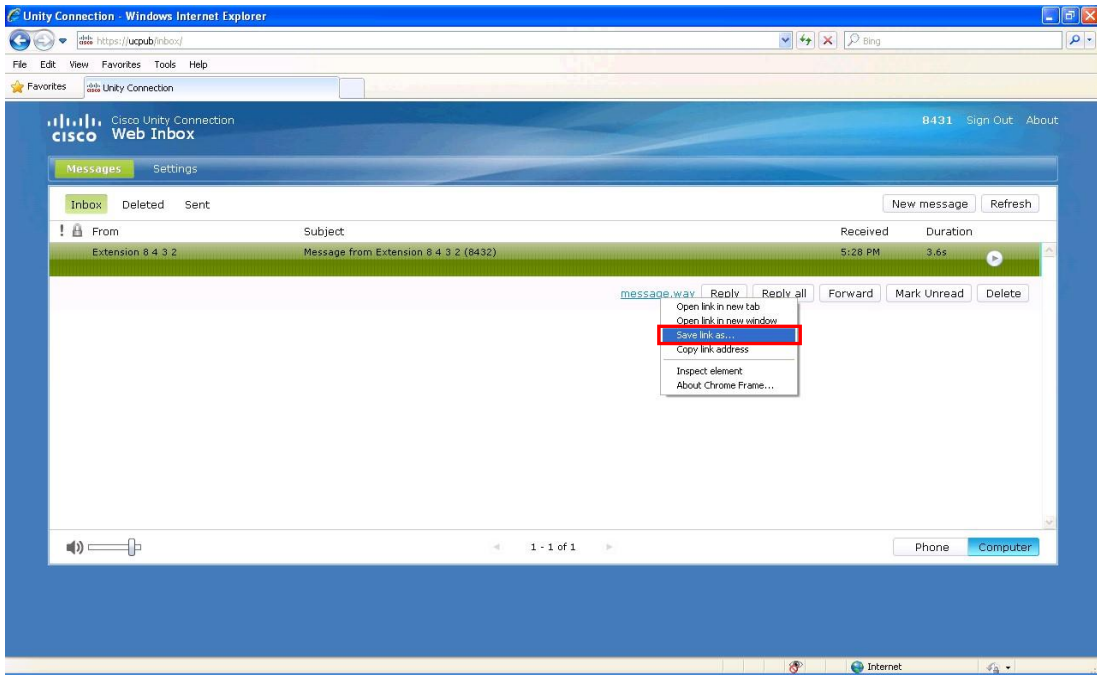 Unity Connection - Windows Internet Explorer
https://ucpub/inbox/
Bing
File Edit View Favorites Tools Help
Favorites Unity Connection
Cisco Unity Connection
8431 Sign Out About
CISCO Web Inbox
Messages Settings
Inbox Deleted Sent New message Refresh
! From Subject Received Duration
Extension 8 4 3 2 Message from Extension 8 4 3 2 (8432) 5:28 PM 3.6s
message.wav Reply Reply all Forward Mark Unread Delete
Open link in new tab
Open link in new window
Save link as...
Copy link address
Inspect element
About Chrome Frame...
1 - 1 of 1 Phone Computer
Internet